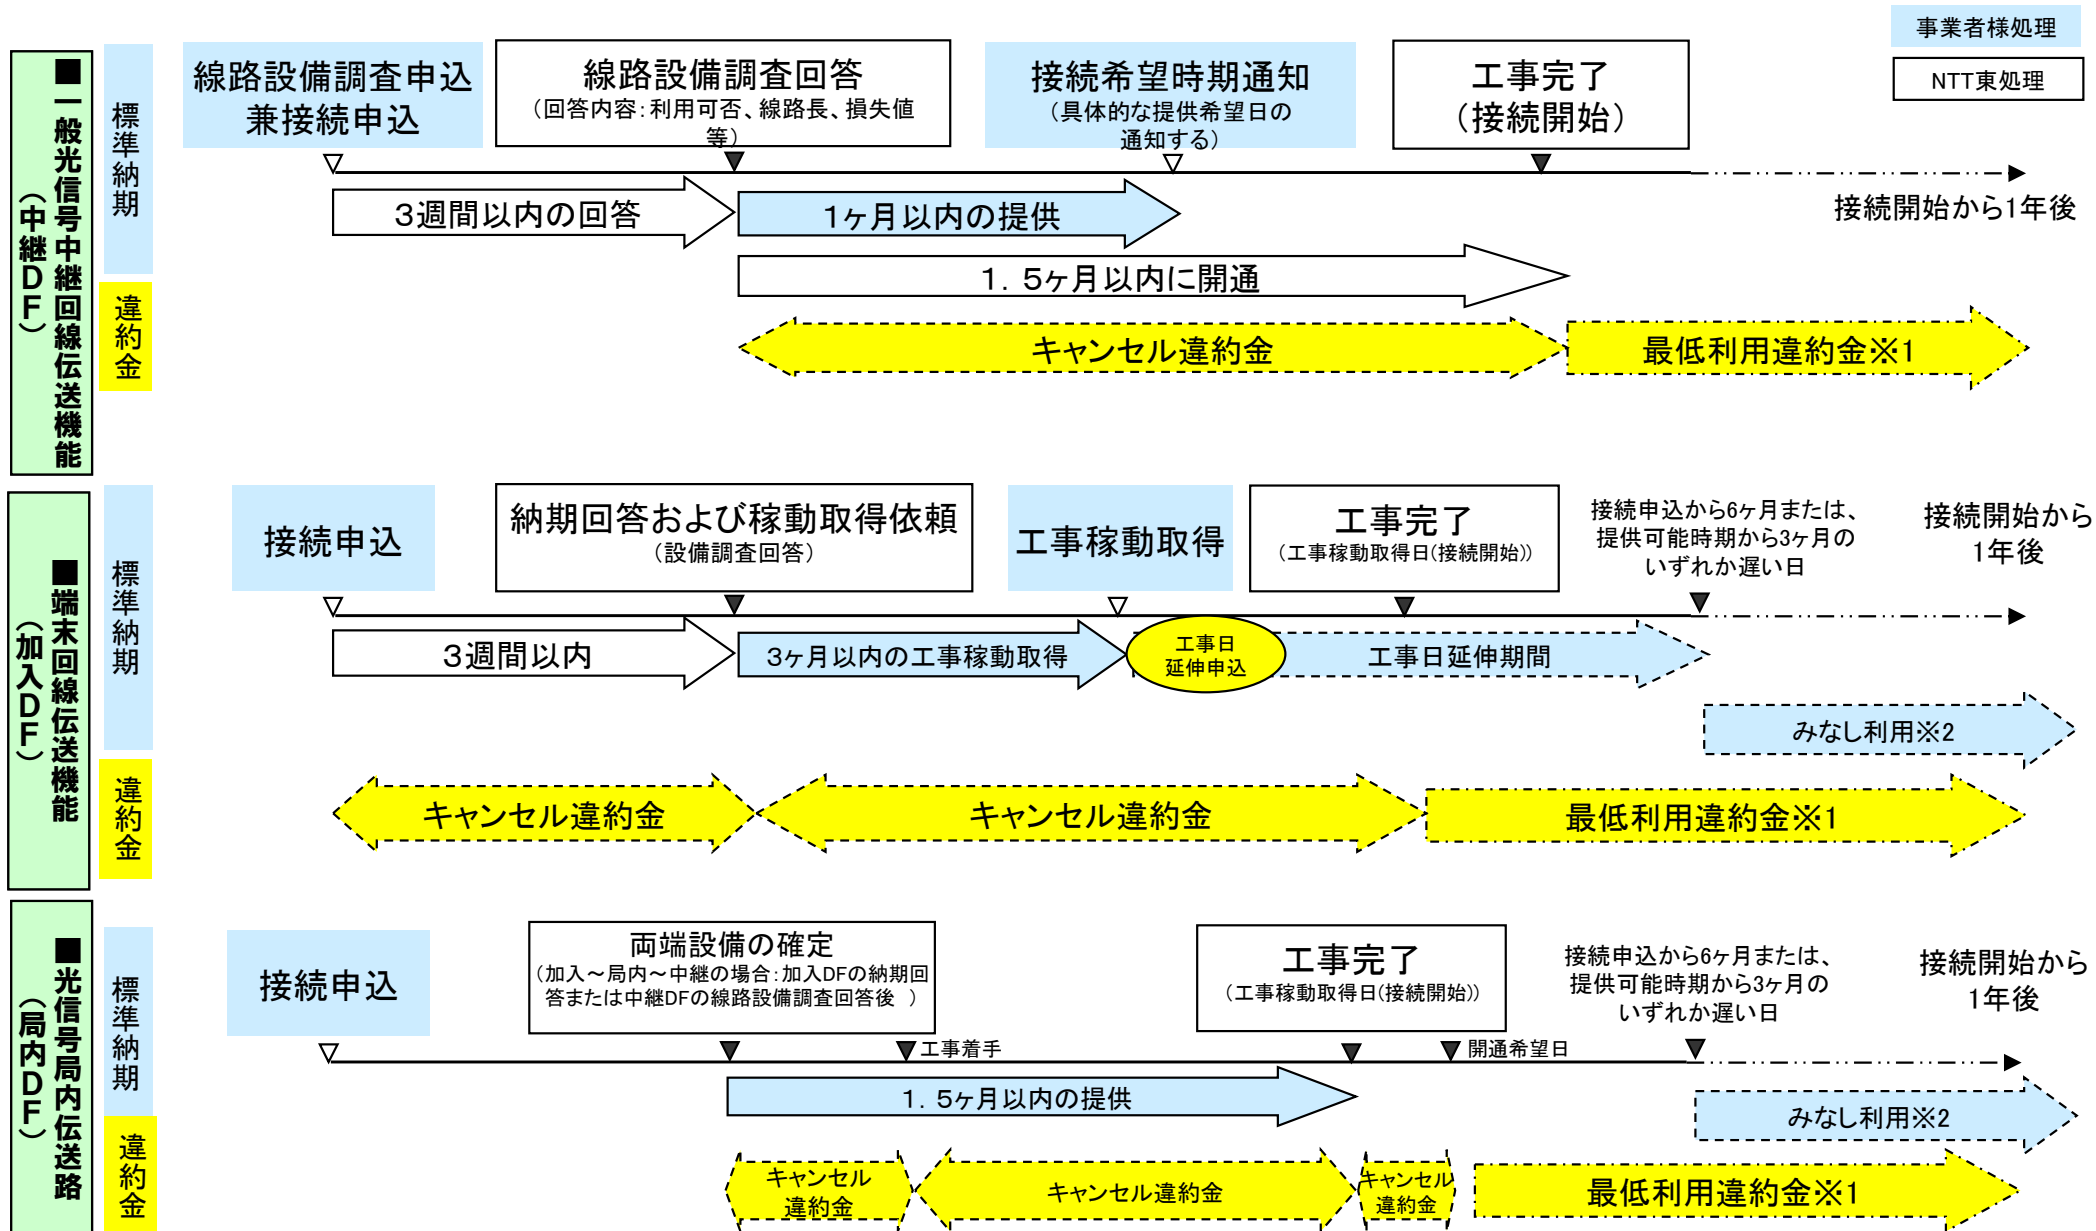 事業者様処理
NTT東処理
■一般光信号中継回線伝送機能
（中継DF）
標準納期
違約金
線路設備調査申込
兼接続申込
線路設備調査回答
（回答内容：利用可否、線路長、損失値
等）
接続希望時期通知
（具体的な提供希望日の
通知する）
工事完了
（接続開始）
3週間以内の回答
1ヶ月以内の提供
接続開始から1年後
1．5ヶ月以内に開通
キャンセル違約金
最低利用違約金※1
■端末回線伝送機能
（加入DF）
標準納期
違約金
接続申込
納期回答および稼動取得依頼
（設備調査回答）
工事稼動取得
工事完了
（工事稼動取得日（接続開始））
接続申込から6ヶ月または、
提供可能時期から3ヶ月の
いずれか遅い日
接続開始から
1年後
3週間以内
3ヶ月以内の工事稼動取得
工事日
延伸申込
工事日延伸期間
みなし利用※2
キャンセル違約金
キャンセル違約金
最低利用違約金※1
■光信号局内伝送路
（局内DF）
標準納期
違約金
接続申込
両端設備の確定
（加入～局内～中継の場合：加入DFの納期回
答または中継DFの線路設備調査回答後　）
工事完了
（工事稼動取得日（接続開始））
接続申込から6ヶ月または、
提供可能時期から3ヶ月の
いずれか遅い日
接続開始から
1年後
工事着手
開通希望日
1．5ヶ月以内の提供
みなし利用※2
キャンセル
違約金
キャンセル違約金
キャンセル
違約金
最低利用違約金※1